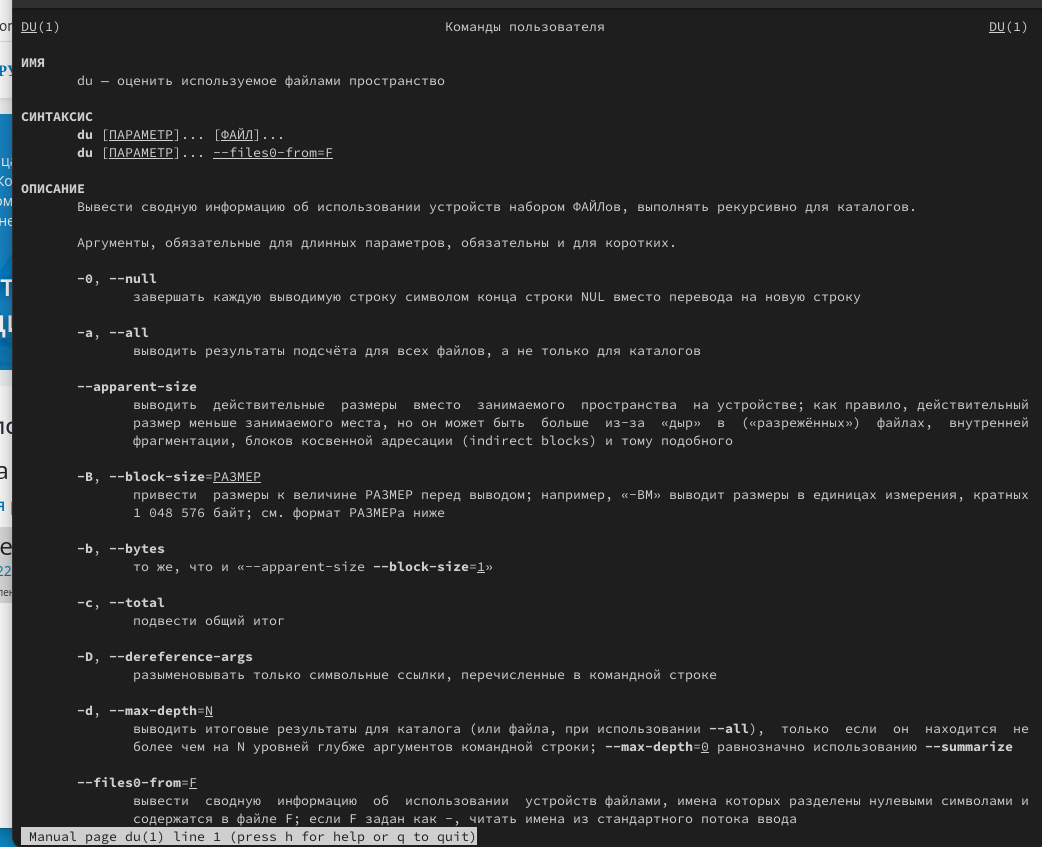 DU(1) Команды пользователя DU(1)
ИМЯ
du — оценить используемое файлами пространство
СИНТАКСИС
du [ПАРАМЕТР]... [ФАЙЛ]...
du [ПАРАМЕТР]... --files0-from=F
ОПИСАНИЕ
Вывести сводную информацию об использовании устройств набором ФАЙЛов, выполнять рекурсивно для каталогов.
Аргументы, обязательные для длинных параметров, обязательны и для коротких.
-0, --null
завершать каждую выводимую строку символом конца строки NUL вместо перевода на новую строку
-a, --all
выводить результаты подсчёта для всех файлов, а не только для каталогов
--apparent-size
выводить действительные размеры вместо занимаемого пространства на устройстве; как правило, действительный
размер меньше занимаемого места, но он может быть больше из-за «дыр» в («разрежённых») файлах, внутренней
фрагментации, блоков косвенной адресации (indirect blocks) и тому подобного
-B, --block-size=РАЗМЕР
привести размеры к величине РАЗМЕР перед выводом; например, «-BM» выводит размеры в единицах измерения, кратных
1 048 576 байт; см. формат РАЗМЕРа ниже
-b, --bytes
то же, что и «--apparent-size --block-size=1»
-c, --total
подвести общий итог
-D, --dereference-args
разыменовывать только символьные ссылки, перечисленные в командной строке
-d, --max-depth=N
выводить итоговые результаты для каталога (или файла, при использовании --all), только если он находится не
более чем на N уровней глубже аргументов командной строки; --max-depth=0 равнозначно использованию --summarize
--files0-from=F
вывести сводную информацию об использовании устройств файлами, имена которых разделены нулевыми символами и
содержатся в файле F; если F задан как -, читать имена из стандартного потока ввода
Manual page du(1) line 1 (press h for help or q to quit)